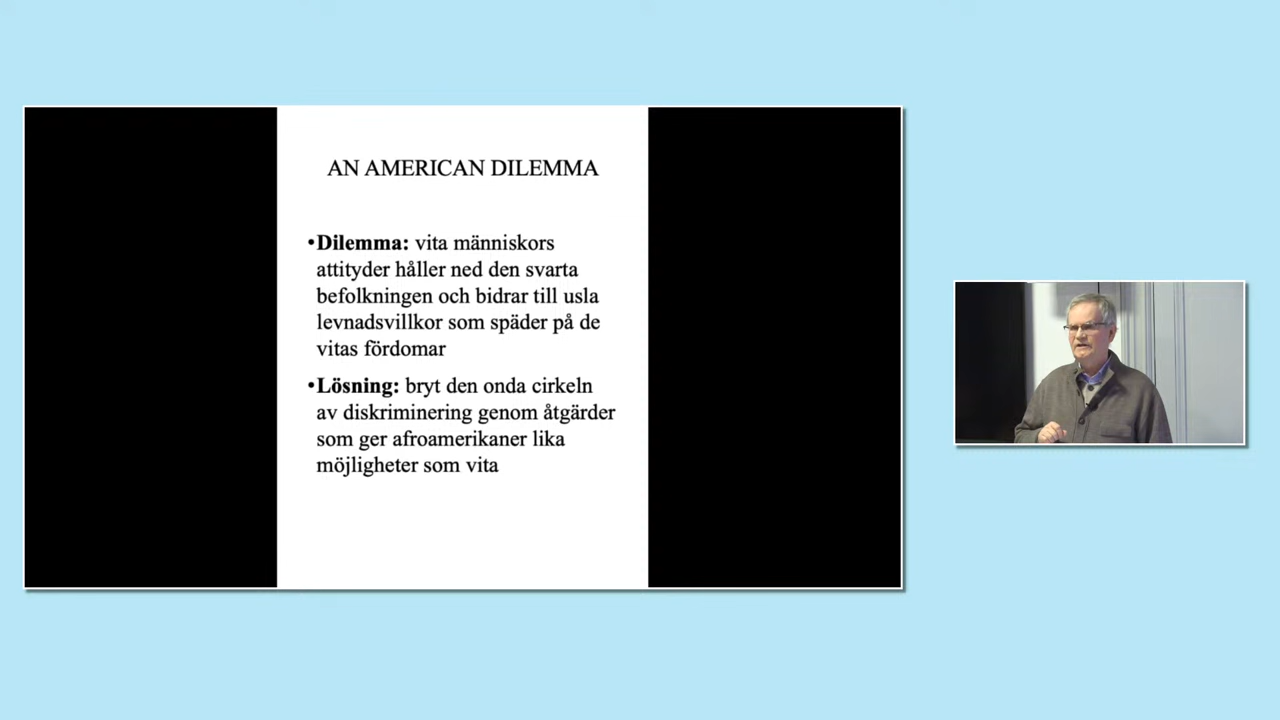 AN AMERICAN DILEMMA
•Dilemma: vita människors
attityder håller ned den svarta
befolkningen och bidrar till usla
levnadsvillkor som späder på de
vitas fördomar
•Lösning: bryt den onda cirkeln
av diskriminering genom åtgärder
som ger afroamerikaner lika
möjligheter som vita